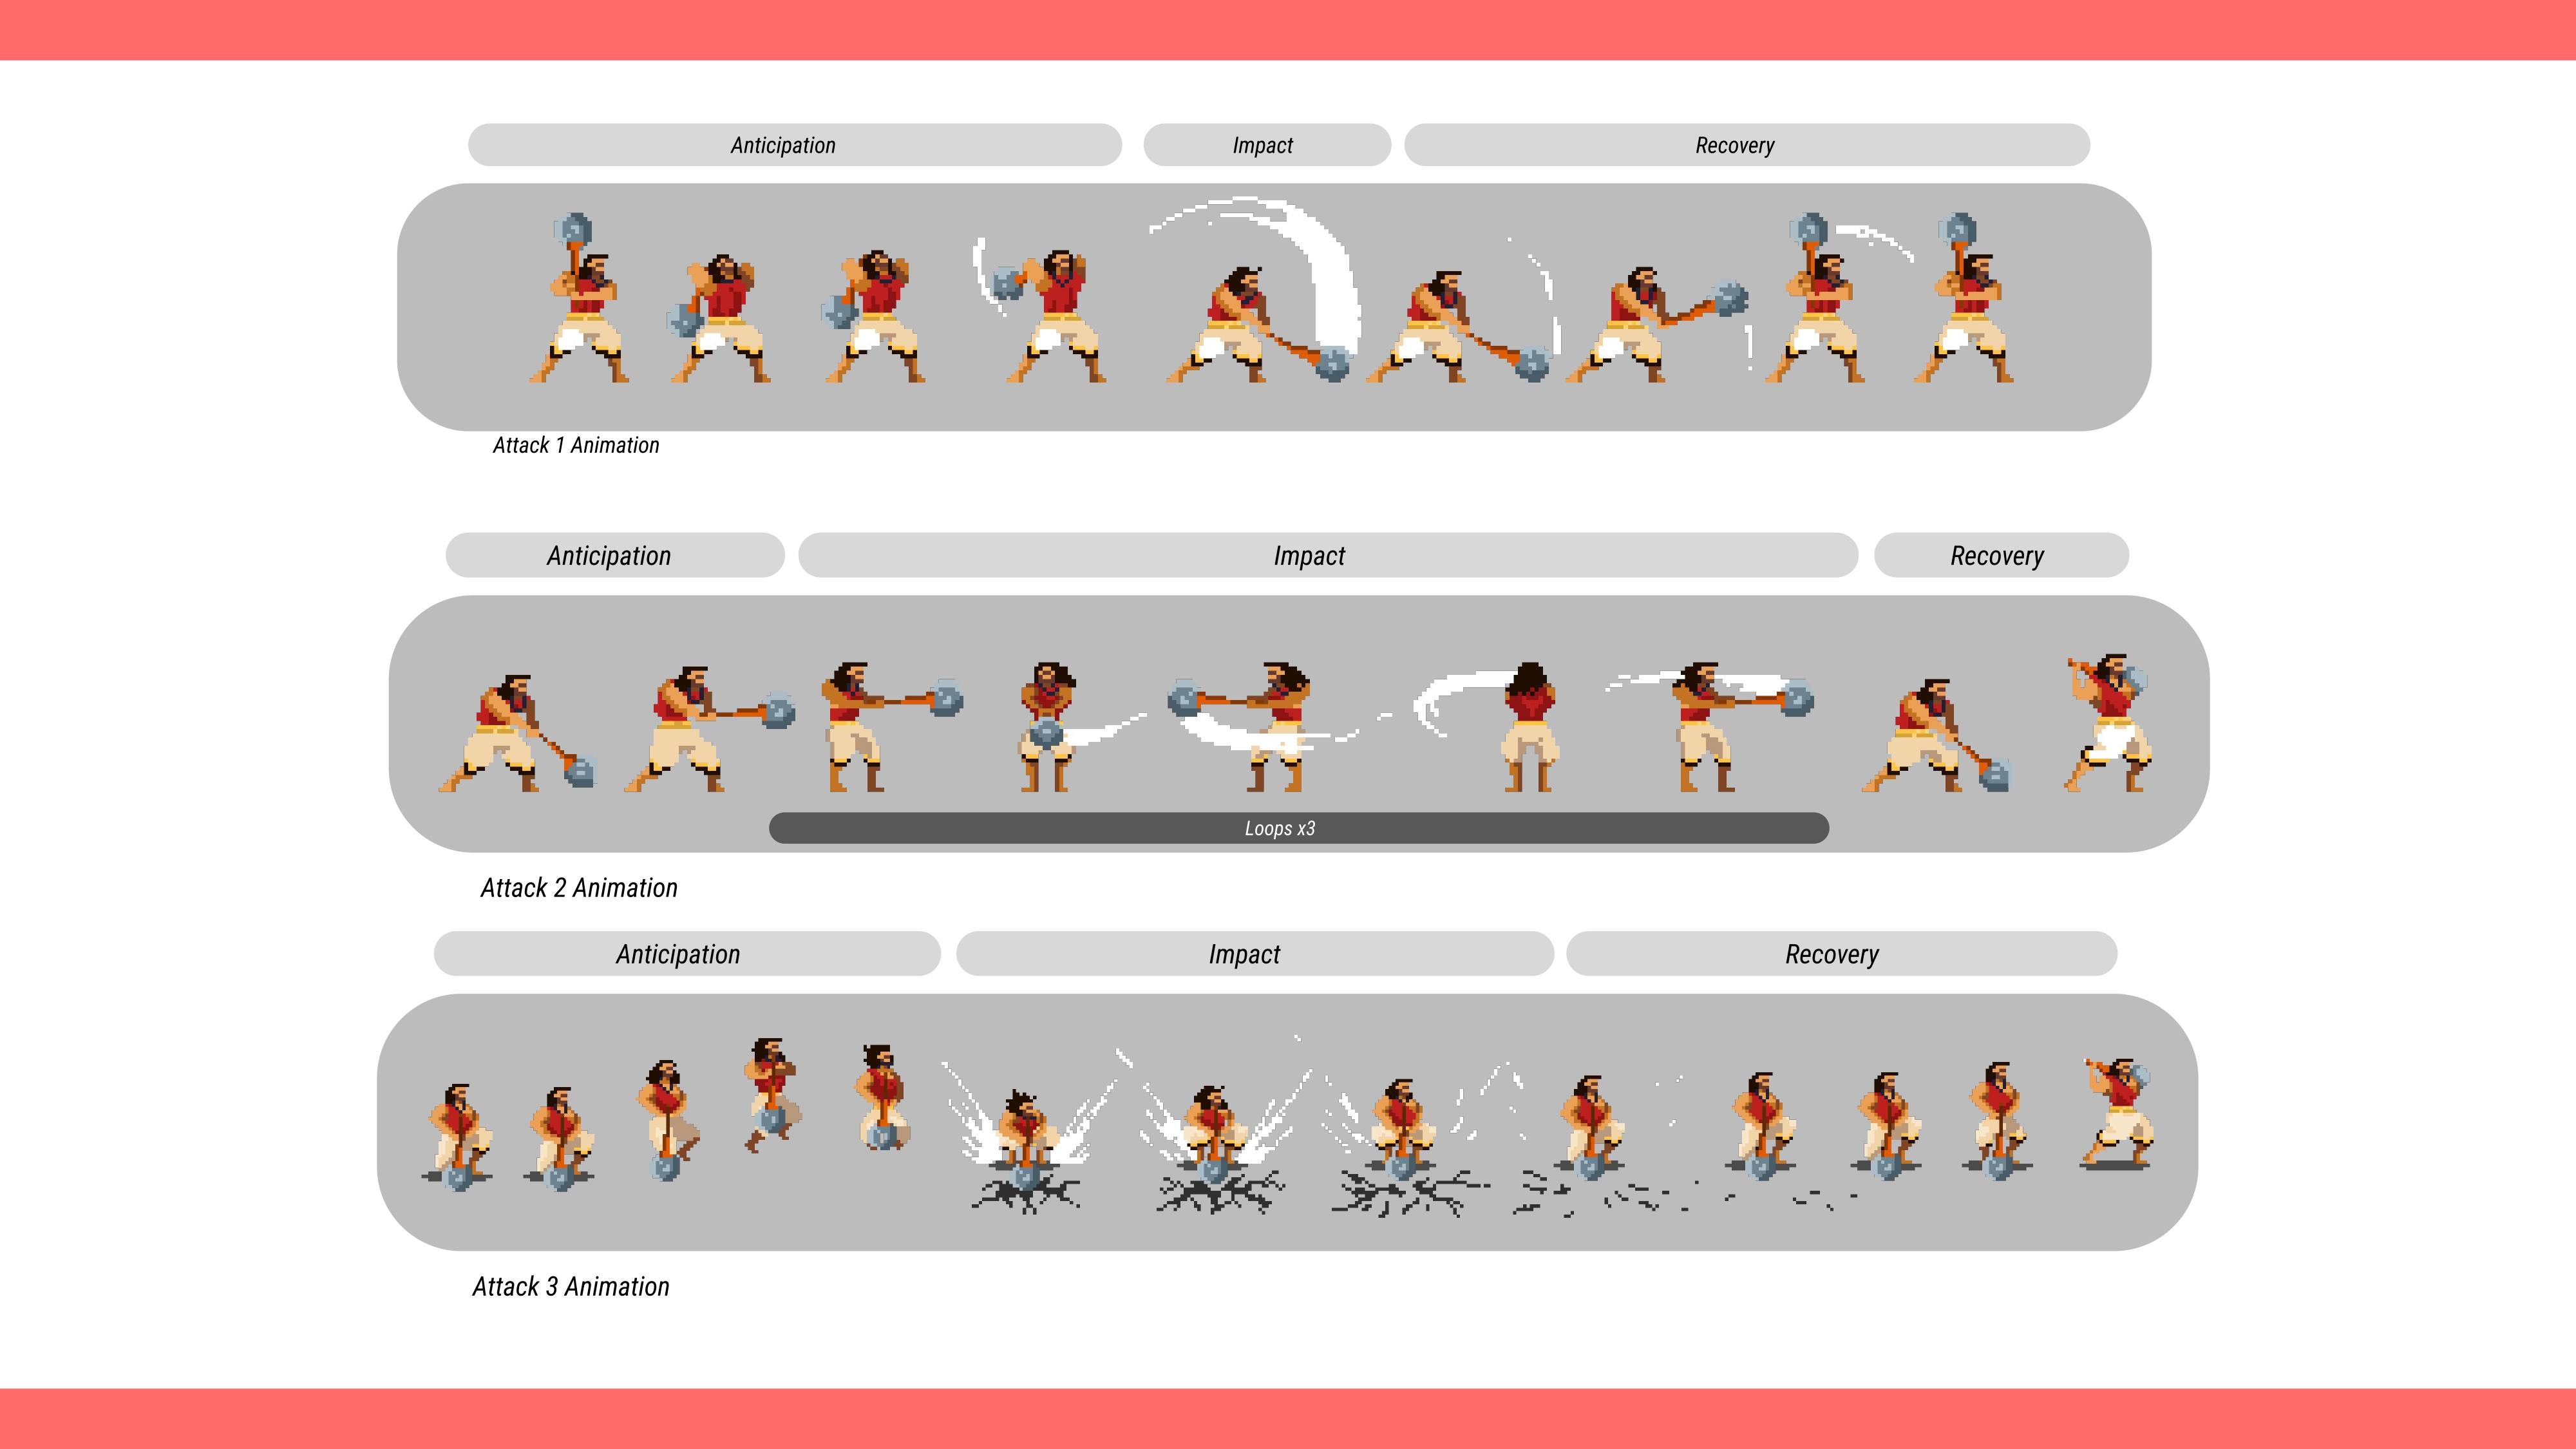 Anticipation
Impact
Recovery
Attack 1 Animation
Anticipation
Impact
Recovery
Loops x3
Attack 2 Animation
Anticipation
Impact
Recovery
Attack 3 Animation